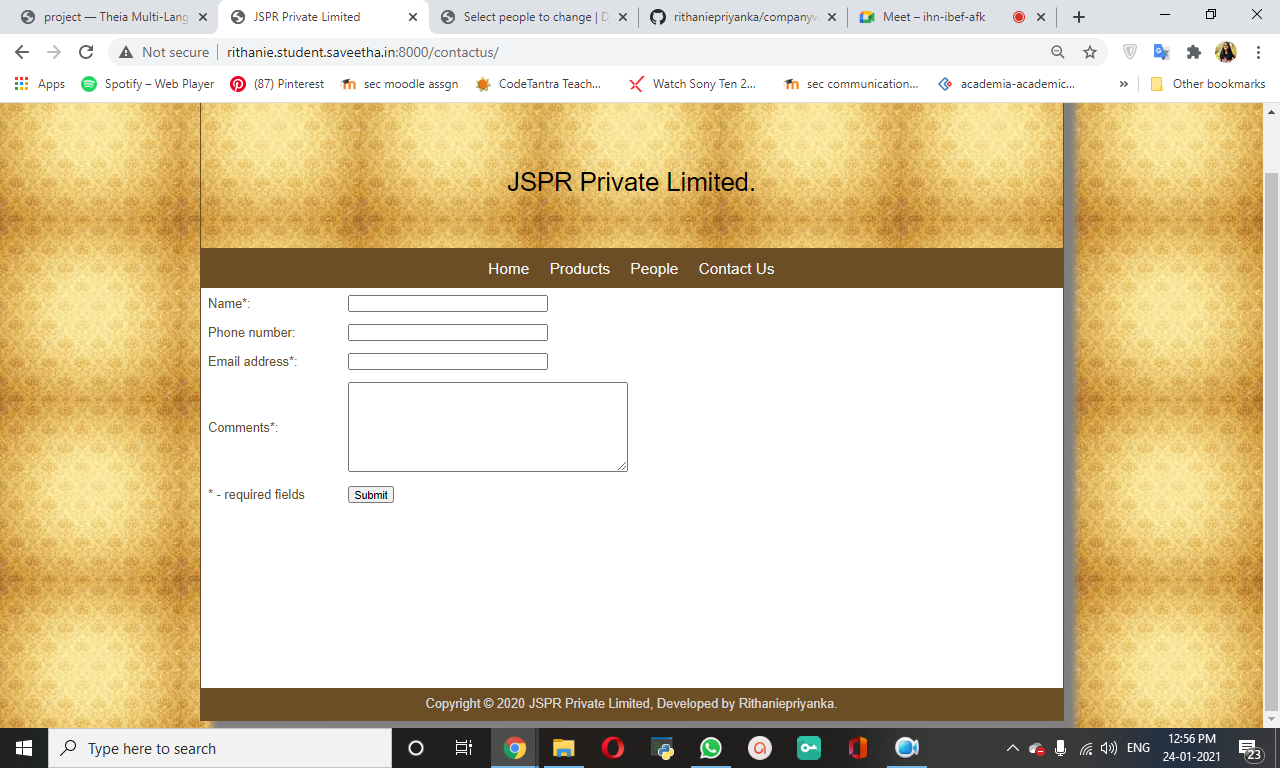 project — Theia Multi-Lang
JSPR Private Limited
Select people to change | D
rithaniepriyanka/company
Meet – ihn-ibef-afk
Not secure | rithanie.student.saveetha.in:8000/contactus/
Apps
Spotify – Web Player
(87) Pinterest
sec moodle assgn
CodeTantra Teach...
Watch Sony Ten 2...
sec communication...
academia-academic...
»
Other bookmarks
JSPR Private Limited.
Home Products People Contact Us
Name*:
Phone number:
Email address*:
Comments*:
* - required fields Submit
Copyright © 2020 JSPR Private Limited, Developed by Rithaniepriyanka.
Type here to search
ENG
12:56 PM
24-01-2021
23